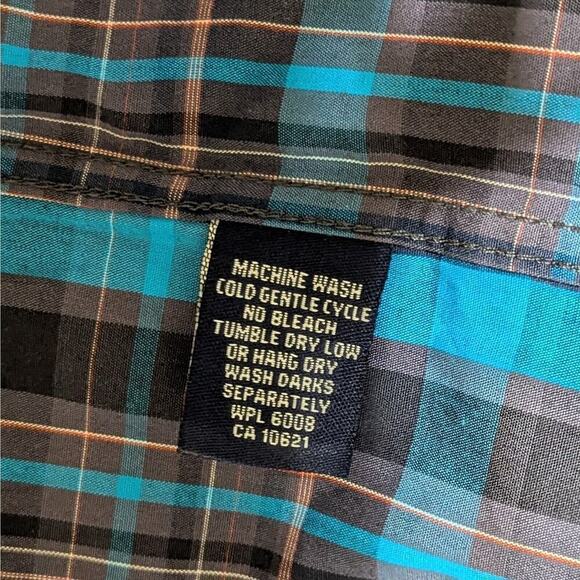 MACHINE WASH
COLD GENTLE CYCLE
NO BLEACH
TUMBLE DRY LOW
OR HANG DRY
WASH DARKS
SEPARATELY
WPL 6008
CA 10621